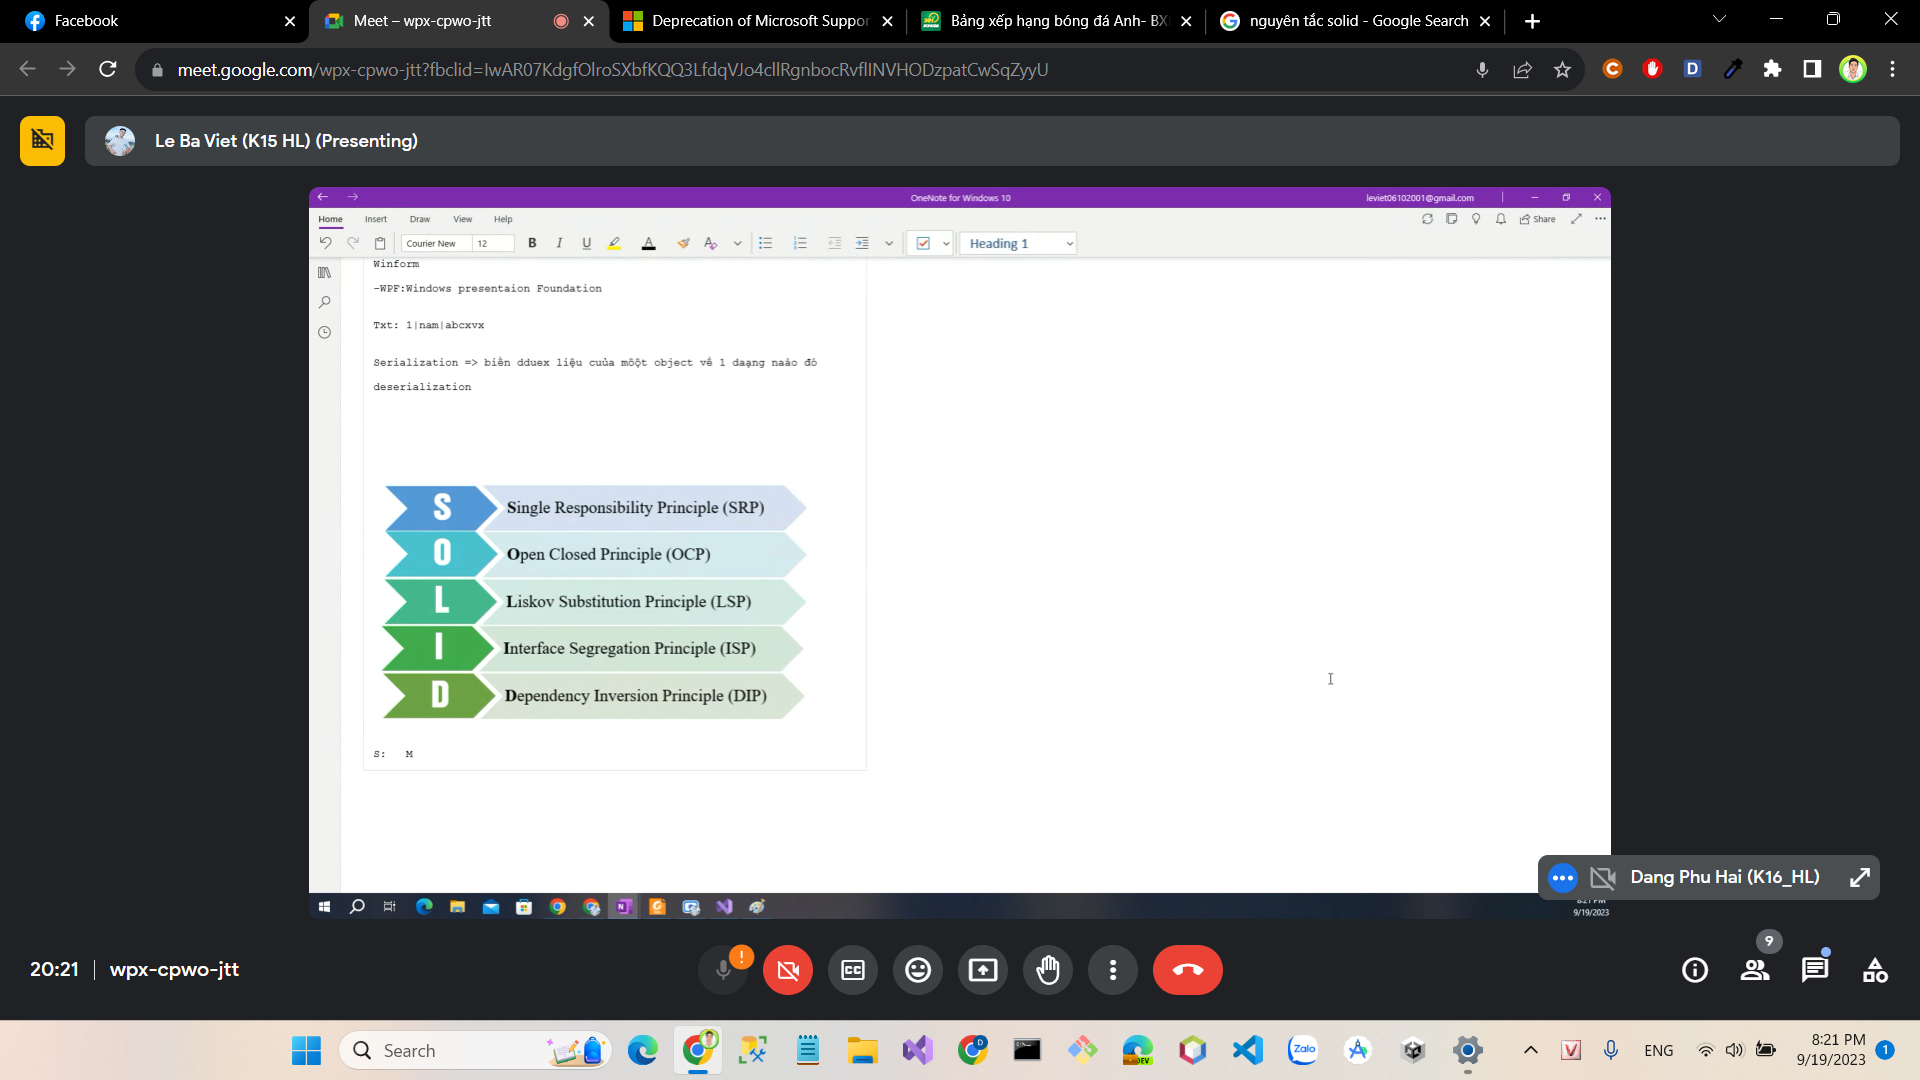 Facebook
Meet – wpx-cpwo-jtt
Deprecation of Microsoft Suppor
Bảng xếp hạng bóng đá Anh- BX
nguyên tắc solid - Google Search
meet.google.com/wpx-cpwo-jtt?fbclid=IwAR07KdgfOlroSXbfKQQ3LfdqVJo4cllRgnbocRvflINVHODzpatCwSqZyyU
Le Ba Viet (K15 HL) (Presenting)
OneNote for Windows 10
leviet06102001@gmail.com
Home Insert Draw View Help
Share
Courier New 12 B I U A Heading 1
Winform
-WPF:Windows presentaion Foundation
Txt: 1|nam|abcxvx
Serialization => biến dduex liệu cuủa môột object về 1 daạng naào đó
deserialization
S Single Responsibility Principle (SRP)
O Open Closed Principle (OCP)
L Liskov Substitution Principle (LSP)
I Interface Segregation Principle (ISP)
D Dependency Inversion Principle (DIP)
S: M
Dang Phu Hai (K16_HL)
8:21 PM
9/19/2023
20:21 | wpx-cpwo-jtt
9
Search
DEV
Zalo
ENG
8:21 PM
9/19/2023
1